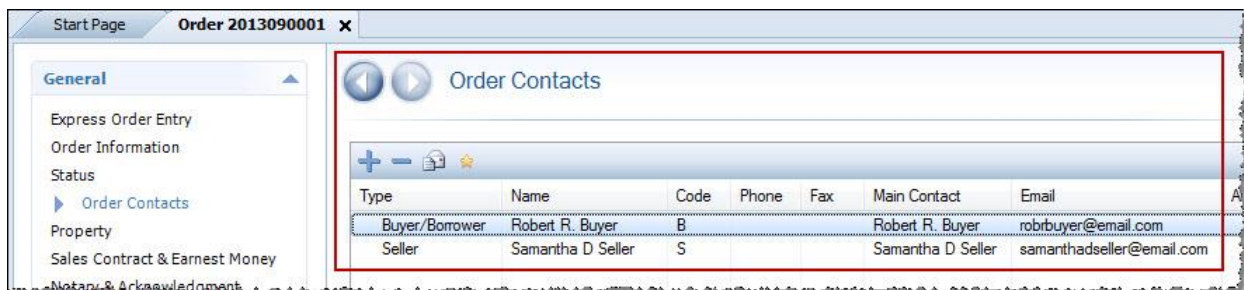 Start Page Order 2013090001 x
General
Order Contacts
Express Order Entry
Order Information
Status
Order Contacts
Property
Sales Contract & Earnest Money
Notary & Acknowledgment
Type Name Code Phone Fax Main Contact Email A
Buyer/Borrower Robert R. Buyer B Robert R. Buyer robrbuyer@email.com
Seller Samantha D Seller S Samantha D Seller samanthadseller@email.com